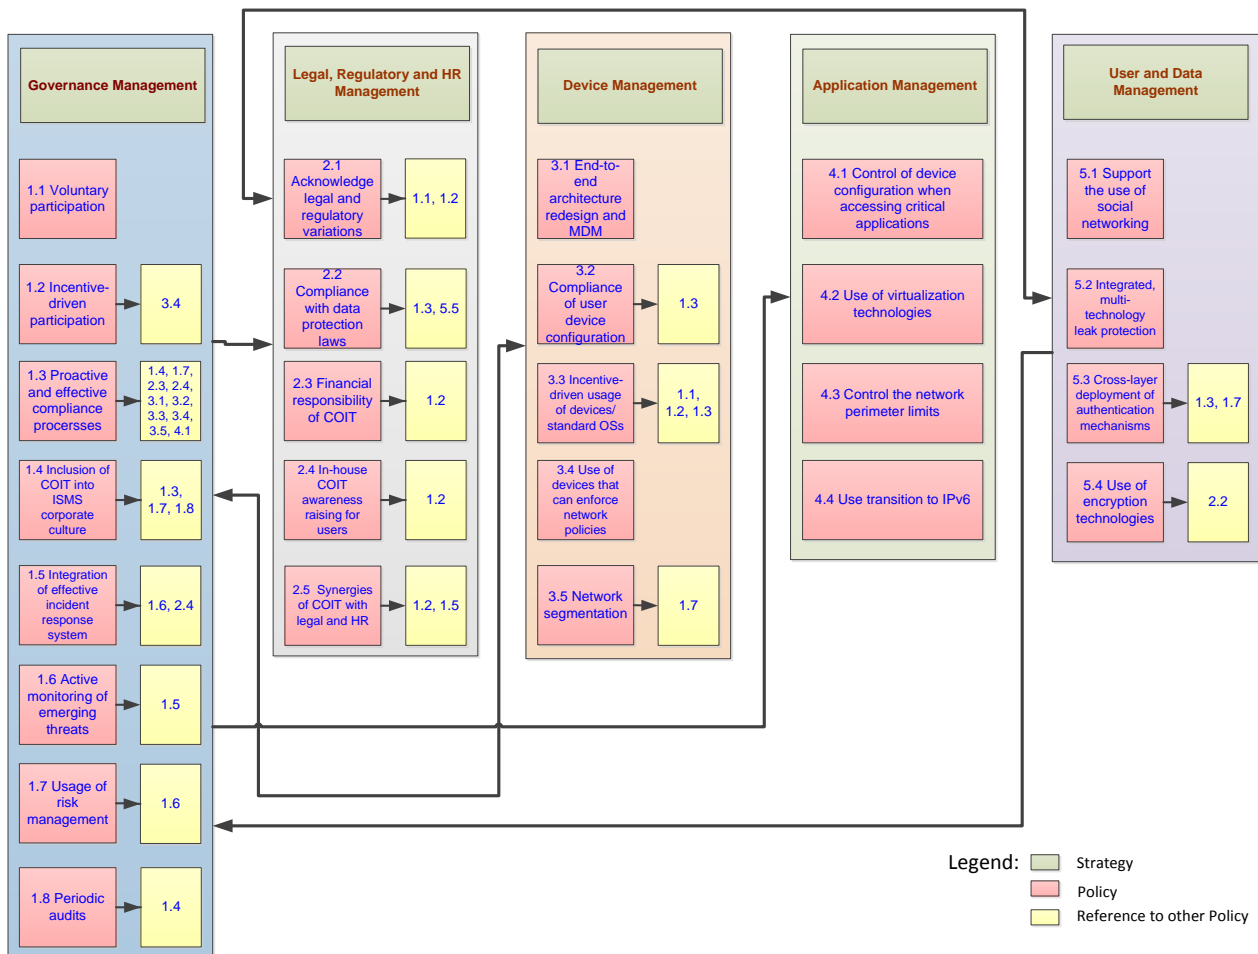 Governance Management
1.1 Voluntary
participation
1.2 Incentive-
driven
participation
3.4
1.3 Proactive and
effective
compliance
procersses
1.4, 1.7,
2.3, 2.4,
3.1, 3.2,
3.3, 3.4,
3.5, 4.1
1.4 Inclusion of
COIT into
ISMS
corporate
culture
1.3,
1.7, 1.8
1.5 Integration
of effective
incident
response
system
1.6, 2.4
1.6 Active
monitoring of
emerging
threats
1.5
1.7 Usage of
risk
management
1.6
1.8 Periodic
audits
1.4
Legal, Regulatory and HR
Management
2.1
Acknowledge
legal and
regulatory
variations
1.1, 1.2
2.2
Compliance
with data
protection
laws
1.3, 5.5
2.3 Financial
responsibility
of COIT
1.2
2.4 In-house
COIT
awareness
raising for
users
1.2
2.5 Synergies
of COIT with
legal and HR
1.2, 1.5
Device Management
3.1 End-to-
end
architecture
redesign and
MDM
3.2
Compliance
of user
device
configuration
1.3
3.3 Incentive-
driven usage
of devices/
standard OSs
1.1,
1.2, 1.3
3.4 Use of
devices that
can enforce
network
policies
3.5 Network
segmentation
1.7
Application Management
4.1 Control of device
configuration when
accessing critical
applications
4.2 Use of virtualization
technologies
4.3 Control the network
perimeter limits
4.4 Use transition to IPv6
User and Data
Management
5.1 Support
the use of
social
networking
5.2 Integrated,
multi-
technology
leak protection
5.3 Cross-layer
deployment of
authentication
mechanisms
1.3, 1.7
5.4 Use of
encryption
technologies
2.2
Legend:
Strategy
Policy
Reference to other Policy